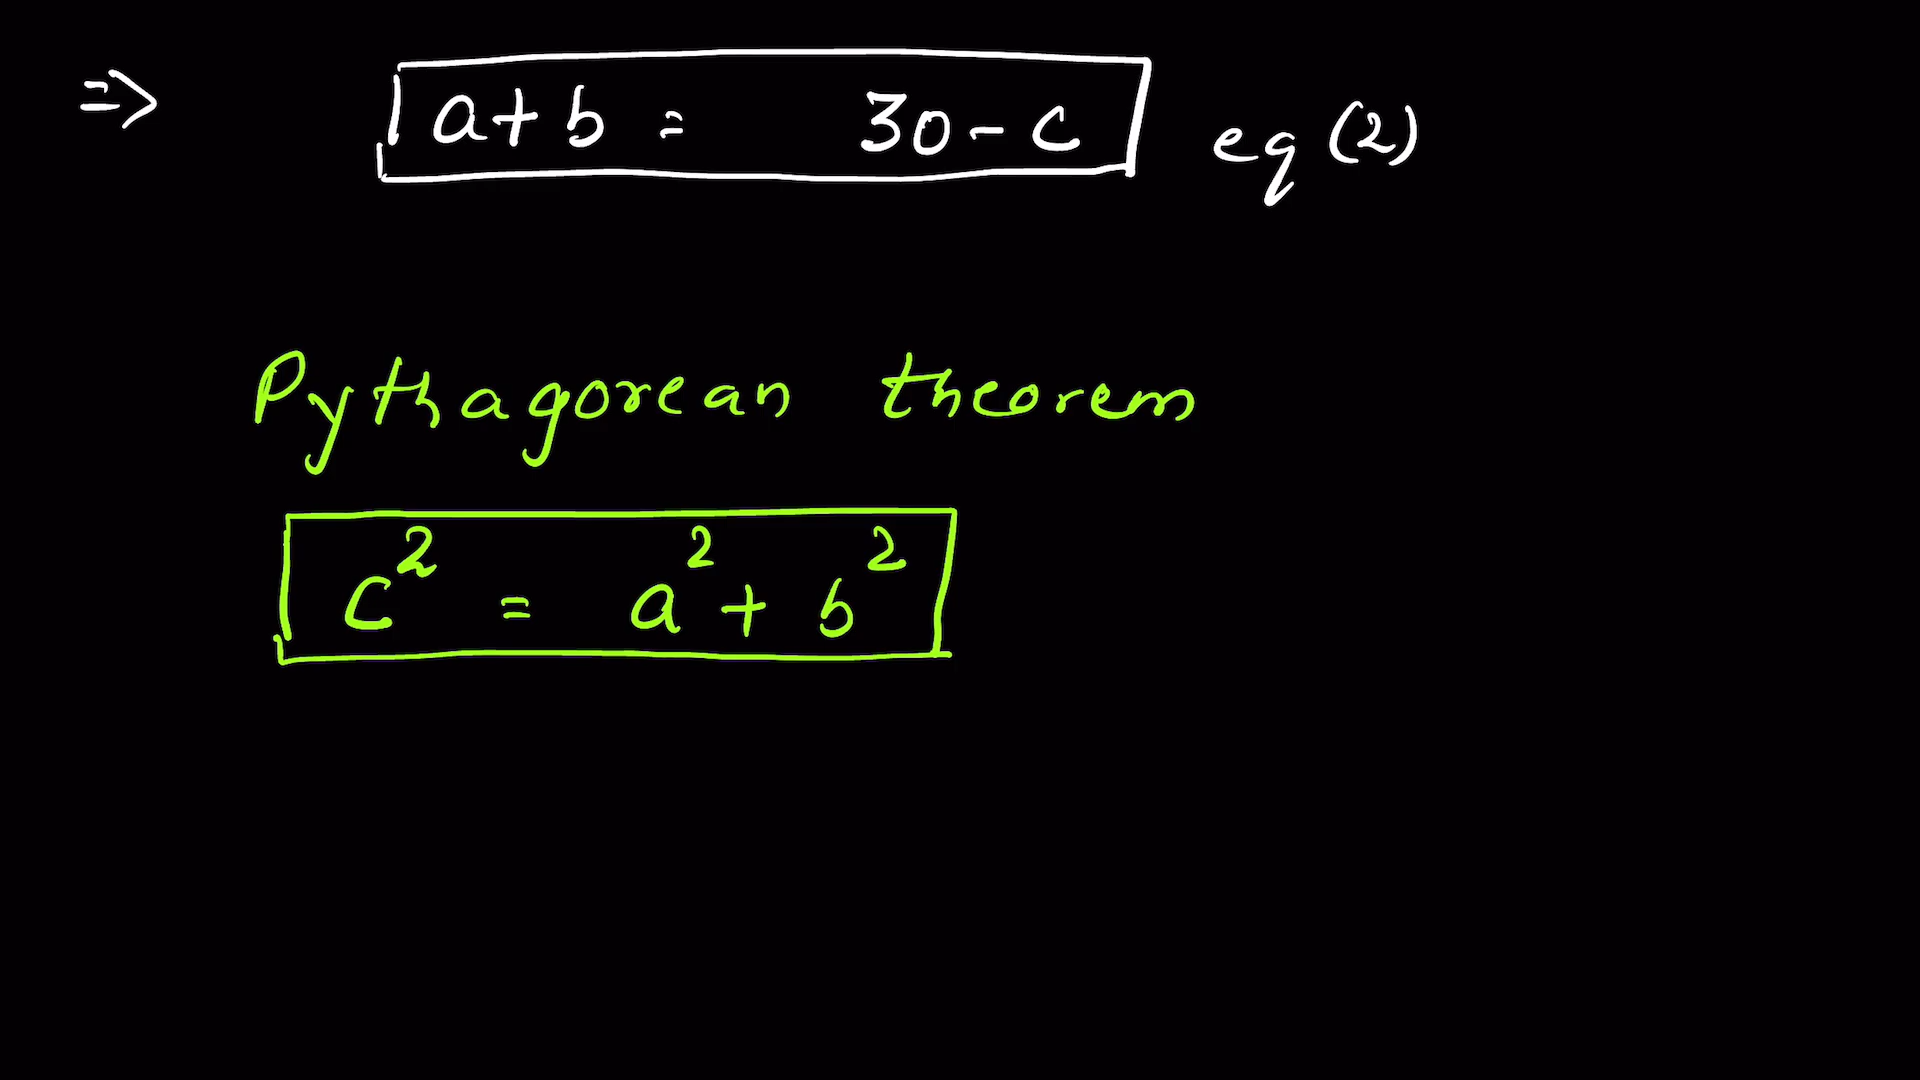 => a+b = 30-c eq (2)
Pythagorean theorem
c² = a² + b²